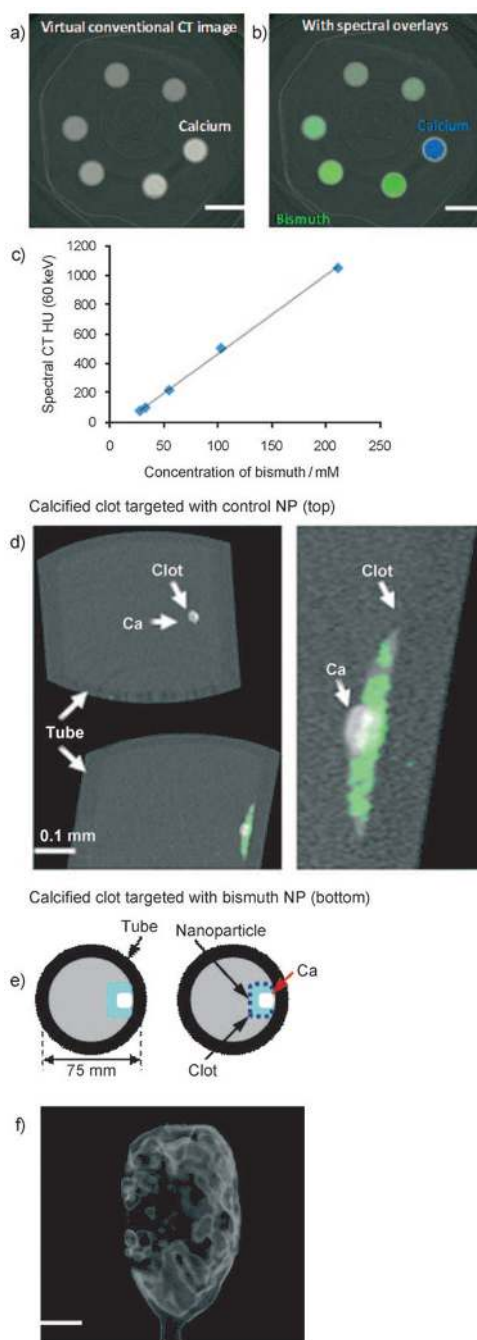 a)
Virtual conventional CT image
Calcium
b)
With spectral overlays
Calcium
Bismuth
c)
Spectral CT HU (60 keV)
1200
1000
800
600
400
200
0
0 50 100 150 200 250
Concentration of bismuth / mM
Calcified clot targeted with control NP (top)
d)
Clot
Ca
Tube
0.1 mm
Clot
Ca
Calcified clot targeted with bismuth NP (bottom)
e)
Tube
Nanoparticle
Ca
Clot
75 mm
f)